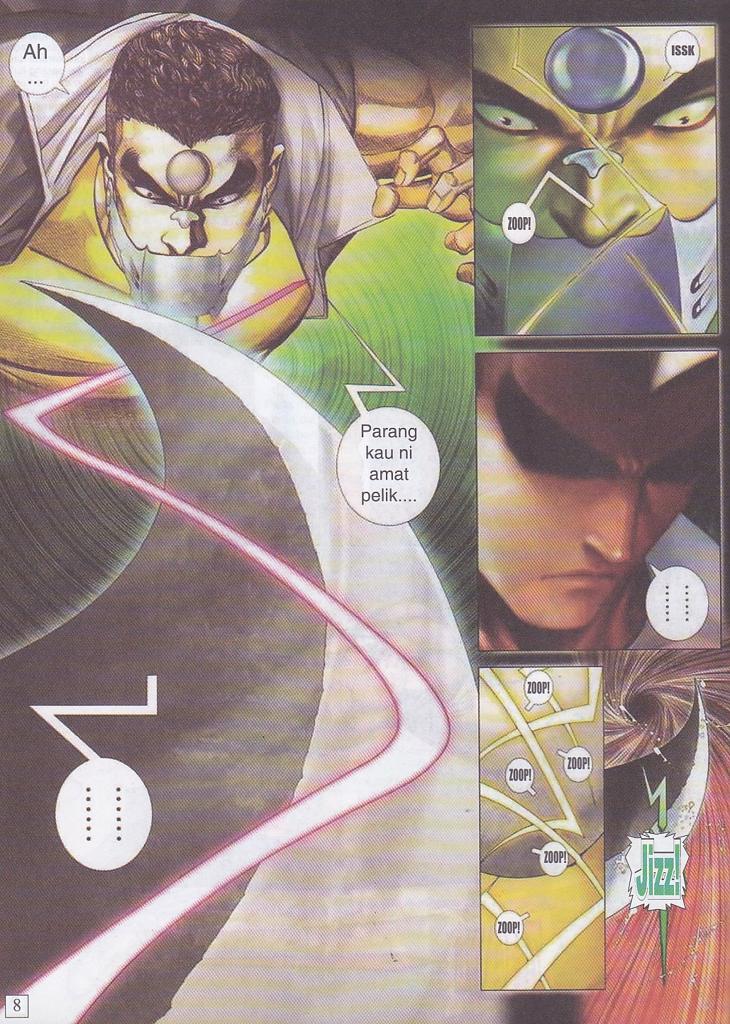 Ah
...
ISSK
ZOOP!
Parang
kau ni
amat
pelik....
.......
.......
.......
.......
ZOOP!
ZOOP!
ZOOP!
ZOOP!
ZOOP!
Jizz!
8